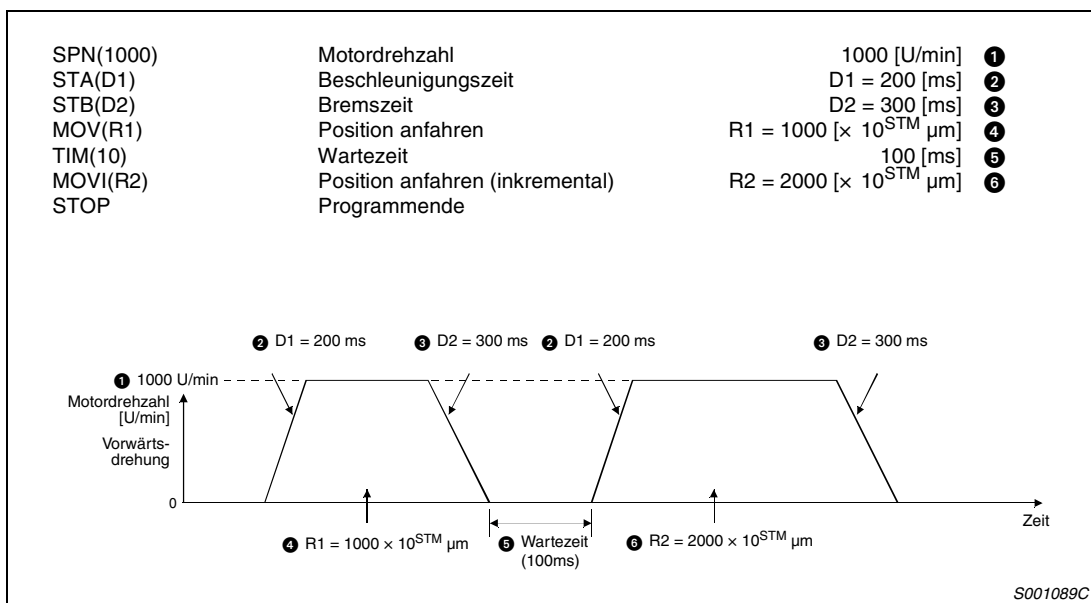 SPN(1000) Motordrehzahl 1000 [U/min] ❶
STA(D1) Beschleunigungszeit D1 = 200 [ms] ❷
STB(D2) Bremszeit D2 = 300 [ms] ❸
MOV(R1) Position anfahren R1 = 1000 [× 10^STM µm] ❹
TIM(10) Wartezeit 100 [ms] ❺
MOVI(R2) Position anfahren (inkremental) R2 = 2000 [× 10^STM µm] ❻
STOP Programmende
❷ D1 = 200 ms ❸ D2 = 300 ms ❷ D1 = 200 ms ❸ D2 = 300 ms
❶ 1000 U/min
Motordrehzahl
[U/min]
Vorwärts-
drehung
0
Zeit
❹ R1 = 1000 × 10^STM µm ❺ Wartezeit ❻ R2 = 2000 × 10^STM µm
(100ms)
S001089C